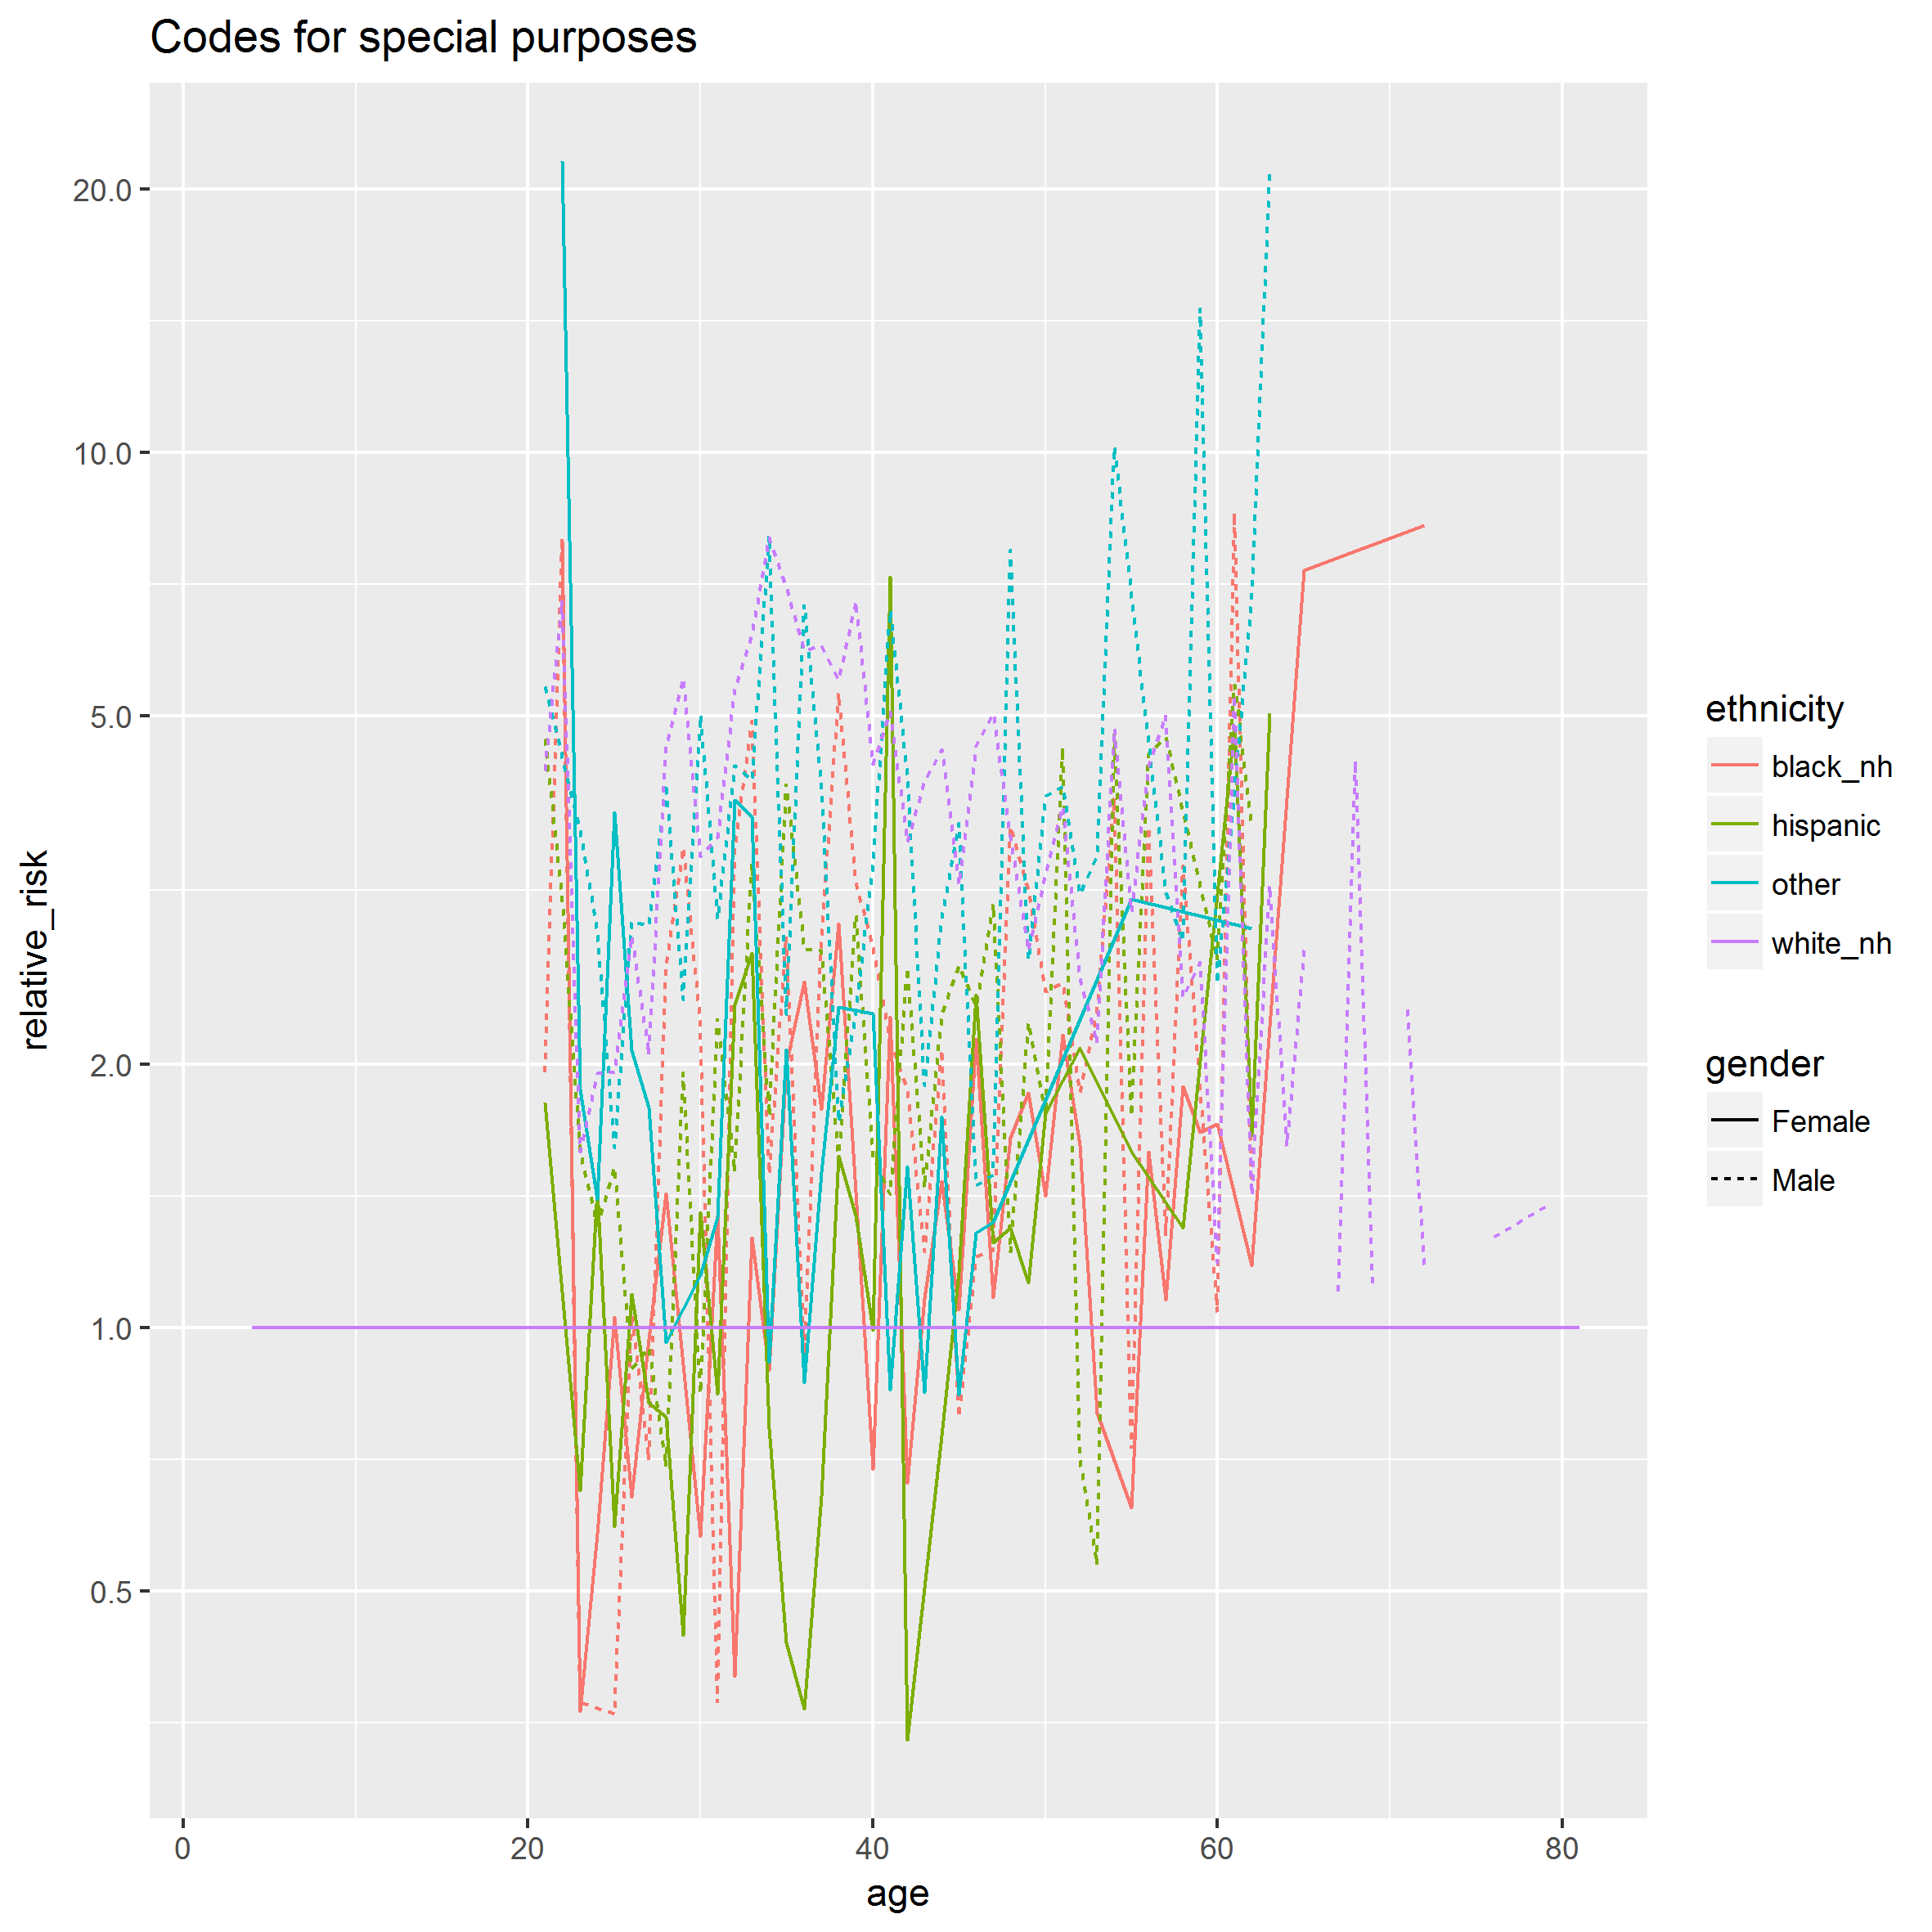 Codes for special purposes
20.0
10.0
5.0
2.0
1.0
0.5
relative_risk
0
20
40
60
80
age
ethnicity
black_nh
hispanic
other
white_nh
gender
Female
Male